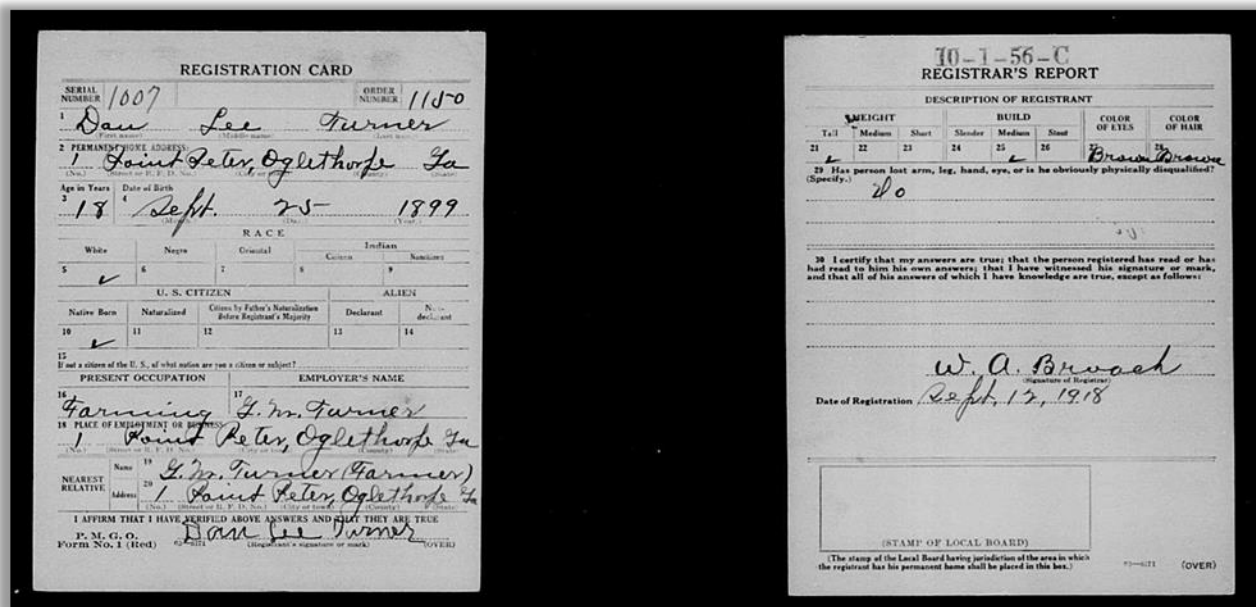 REGISTRATION CARD
SERIAL NUMBER 1007 ORDER NUMBER 1150
1 Dan Lee Turner
(First name) (Middle name) (Last name)
2 PERMANENT HOME ADDRESS:
1 Point Peter, Oglethorpe Ga
(No.) (Street or R. F. D. No.) (City or town) (County) (State)
Age in Years Date of Birth
3 18 4 Sept. 25 1899
(Month.) (Day.) (Year.)
RACE
White Negro Oriental Indian
Citizen Noncitizen
5 ✓ 6 7 8 9
U. S. CITIZEN ALIEN
Native Born Naturalized Citizen by Father's Naturalization Before Registrant's Majority Declarant Non-declarant
10 ✓ 11 12 13 14
15
If not a citizen of the U. S., of what nation are you a citizen or subject?
PRESENT OCCUPATION EMPLOYER'S NAME
16 Farming 17 G. M. Turner
18 PLACE OF EMPLOYMENT OR BUSINESS
1 Point Peter, Oglethorpe Ga
(No.) (Street or R. F. D. No.) (City or town) (County) (State)
NEAREST RELATIVE Name 19 G. M. Turner (Farmer)
Address 20 1 Point Peter, Oglethorpe Ga
(No.) (Street or R. F. D. No.) (City or town) (County) (State)
I AFFIRM THAT I HAVE VERIFIED ABOVE ANSWERS AND THAT THEY ARE TRUE
P. M. G. O.
Form No. 1 (Red) Dan Lee Turner
(Registrant's signature or mark) (OVER)
10-1-56-C
REGISTRAR'S REPORT
DESCRIPTION OF REGISTRANT
HEIGHT BUILD COLOR OF EYES COLOR OF HAIR
Tall Medium Short Slender Medium Stout
21 ✓ 22 23 24 25 ✓ 26 27 Brown 28 Brown
29 Has person lost arm, leg, hand, eye, or is he obviously physically disqualified?
(Specify.) No
30 I certify that my answers are true; that the person registered has read or has
had read to him his own answers; that I have witnessed his signature or mark,
and that all of his answers of which I have knowledge are true, except as follows:
W. A. Broach
(Signature of Registrar)
Date of Registration Sept, 12, 1918
(STAMP OF LOCAL BOARD)
(The stamp of the Local Board having jurisdiction of the area in which
the registrant has his permanent home shall be placed in this box.)
(OVER)